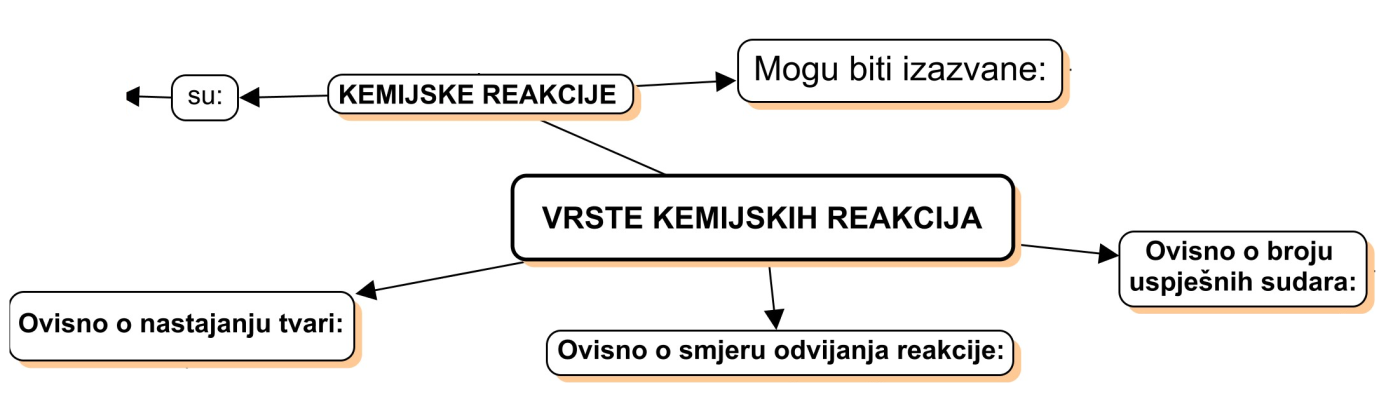 Mogu biti izazvane:
su:
KEMIJSKE REAKCIJE
VRSTE KEMIJSKIH REAKCIJA
Ovisno o broju
uspješnih sudara:
Ovisno o nastajanju tvari:
Ovisno o smjeru odvijanja reakcije: